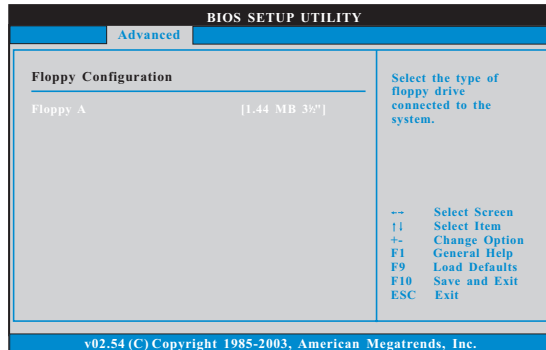 BIOS SETUP UTILITY
Advanced
Floppy Configuration
Floppy A [1.44 MB 3½"]
Select the type of
floppy drive
connected to the
system.
←→ Select Screen
↑↓ Select Item
+- Change Option
F1 General Help
F9 Load Defaults
F10 Save and Exit
ESC Exit
v02.54 (C) Copyright 1985-2003, American Megatrends, Inc.